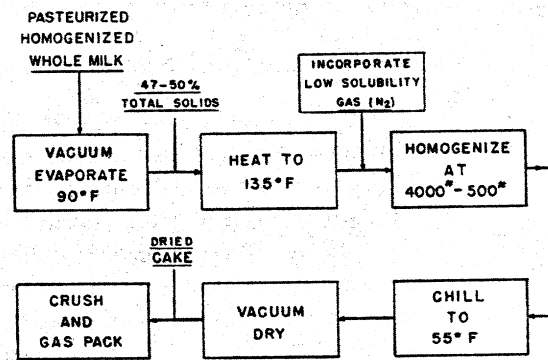 PASTEURIZED
HOMOGENIZED
WHOLE MILK
47-50%
TOTAL SOLIDS
INCORPORATE
LOW SOLUBILITY
GAS (N₂)
VACUUM
EVAPORATE
90°F
HEAT TO
135°F
HOMOGENIZE
AT
4000#-500#
DRIED
CAKE
CRUSH
AND
GAS PACK
VACUUM
DRY
CHILL
TO
55° F